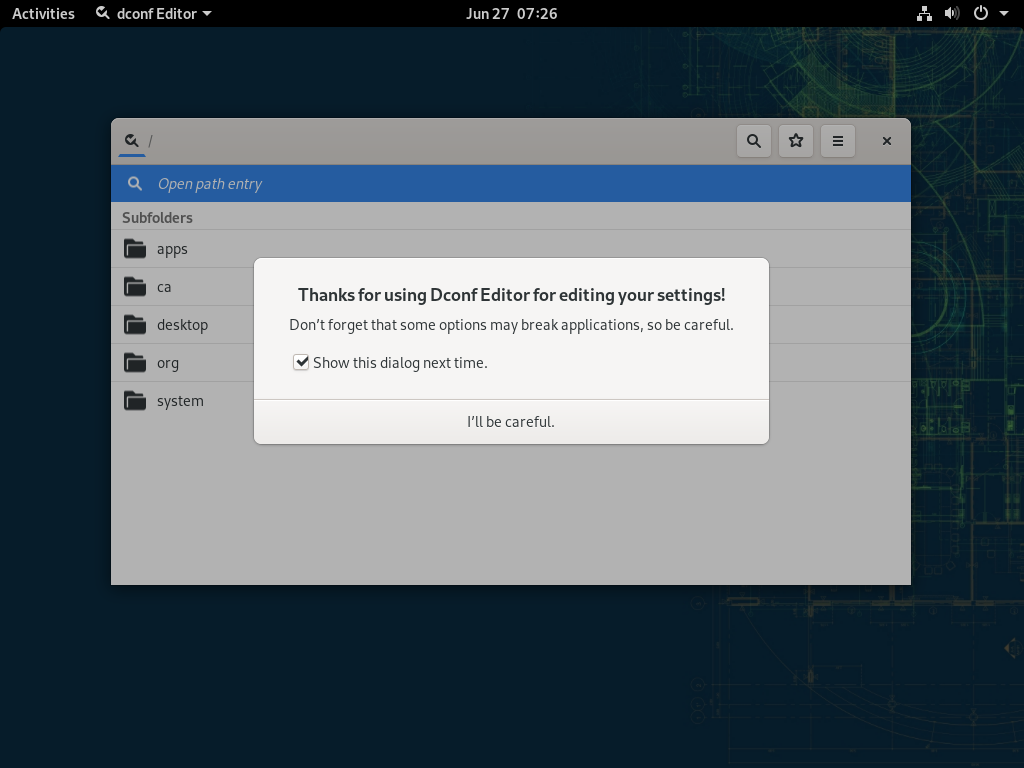 Activities
dconf Editor
Jun 27 07:26
/
Open path entry
Subfolders
apps
ca
desktop
org
system
Thanks for using Dconf Editor for editing your settings!
Don’t forget that some options may break applications, so be careful.
Show this dialog next time.
I’ll be careful.